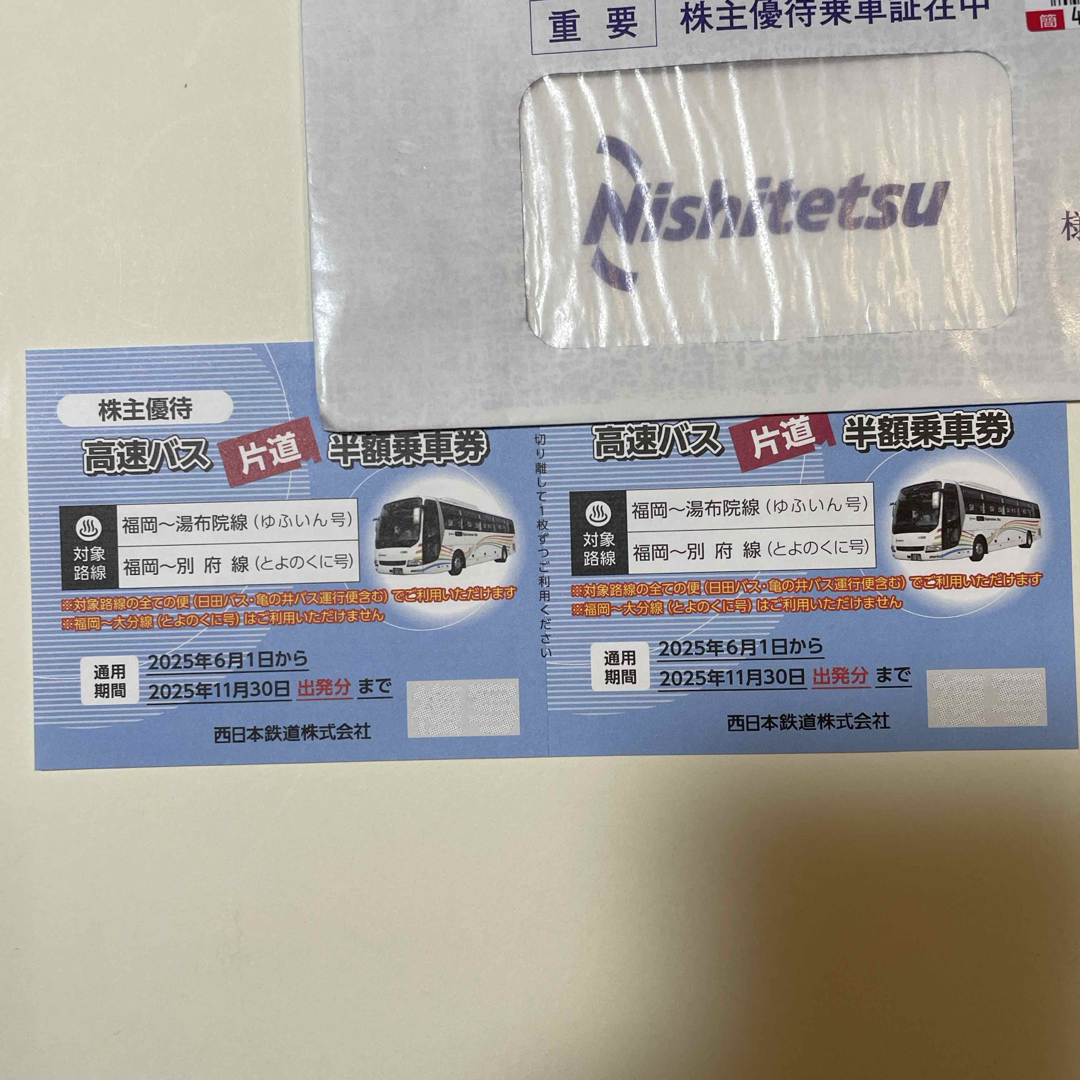 重要
株主優待乗車証在中
簡
Nishitetsu
様
株主優待
高速バス 片道 半額乗車券
対象路線
福岡～湯布院線(ゆふいん号)
福岡～別府線(とよのくに号)
※対象路線の全ての便(日田バス・亀の井バス運行便含む)でご利用いただけます
※福岡～大分線(とよのくに号)はご利用いただけません
通用期間
2025年6月1日から
2025年11月30日 出発分 まで
西日本鉄道株式会社
切り離して1枚ずつご利用ください
高速バス 片道 半額乗車券
対象路線
福岡～湯布院線(ゆふいん号)
福岡～別府線(とよのくに号)
※対象路線の全ての便(日田バス・亀の井バス運行便含む)でご利用いただけます
※福岡～大分線(とよのくに号)はご利用いただけません
通用期間
2025年6月1日から
2025年11月30日 出発分 まで
西日本鉄道株式会社